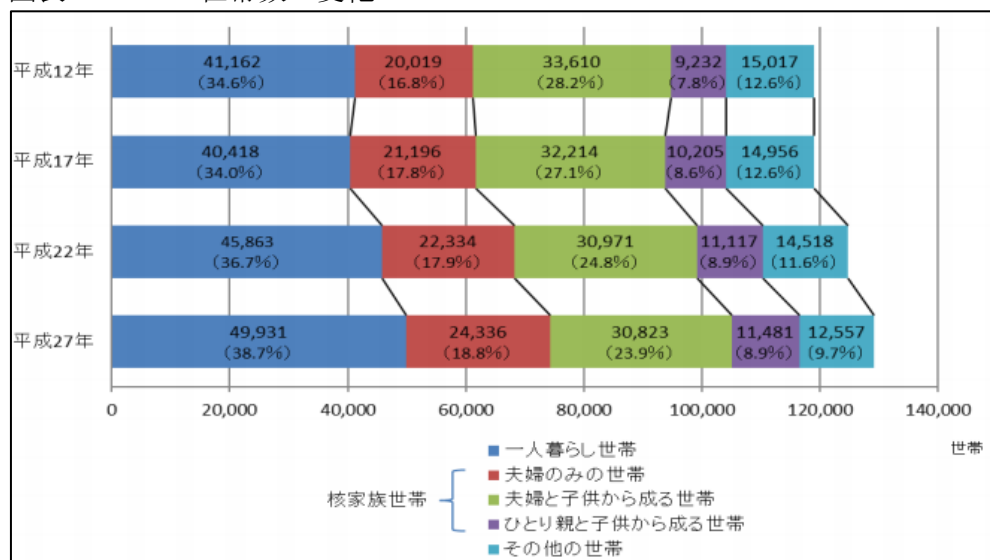 平成12年
41,162 20,019 33,610 9,232 15,017
(34.6%) (16.8%) (28.2%) (7.8%) (12.6%)
平成17年
40,418 21,196 32,214 10,205 14,956
(34.0%) (17.8%) (27.1%) (8.6%) (12.6%)
平成22年
45,863 22,334 30,971 11,117 14,518
(36.7%) (17.9%) (24.8%) (8.9%) (11.6%)
平成27年
49,931 24,336 30,823 11,481 12,557
(38.7%) (18.8%) (23.9%) (8.9%) (9.7%)
0 20,000 40,000 60,000 80,000 100,000 120,000 140,000
世帯
一人暮らし世帯
核家族世帯
夫婦のみの世帯
夫婦と子供から成る世帯
ひとり親と子供から成る世帯
その他の世帯